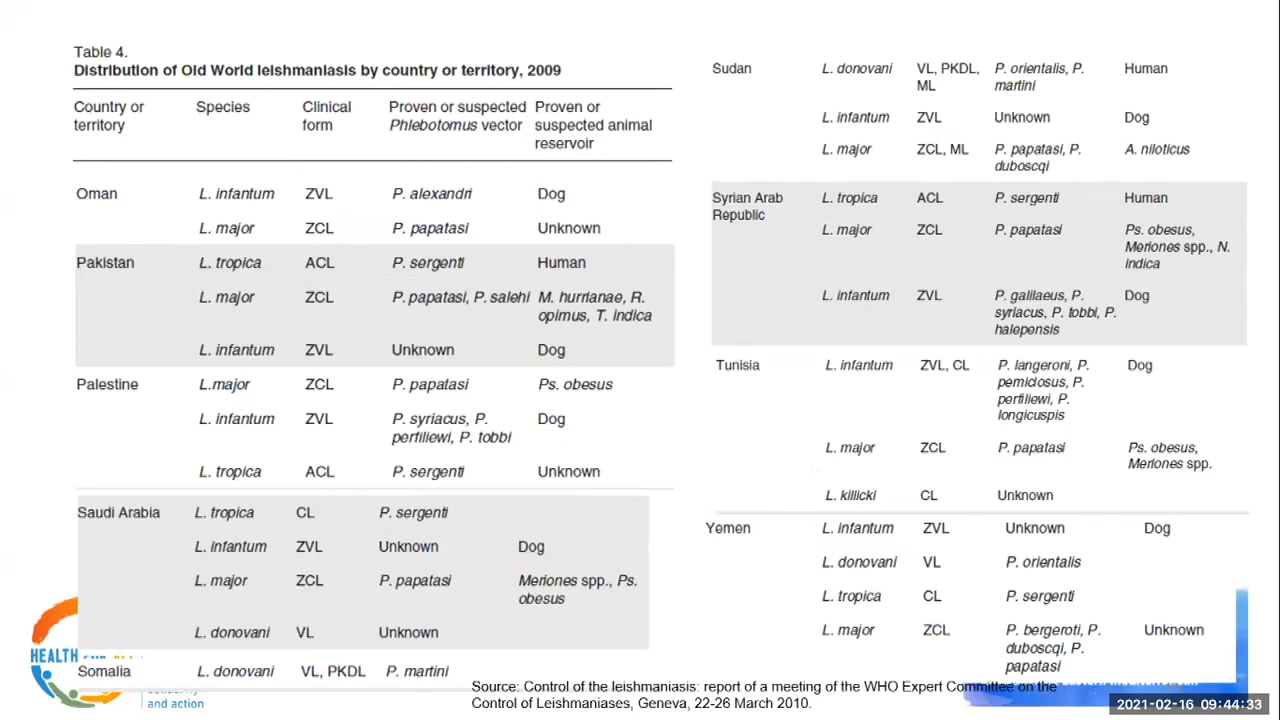 Table 4.
Distribution of Old World leishmaniasis by country or territory, 2009
Country or territory Species Clinical form Proven or suspected Phlebotomus vector Proven or suspected animal reservoir
Oman L. infantum ZVL P. alexandri Dog
L. major ZCL P. papatasi Unknown
Pakistan L. tropica ACL P. sergenti Human
L. major ZCL P. papatasi, P. salehi M. hurrianae, R. opimus, T. indica
L. infantum ZVL Unknown Dog
Palestine L.major ZCL P. papatasi Ps. obesus
L. infantum ZVL P. syriacus, P. perfiliewi, P. tobbi Dog
L. tropica ACL P. sergenti Unknown
Saudi Arabia L. tropica CL P. sergenti
L. infantum ZVL Unknown Dog
L. major ZCL P. papatasi Meriones spp., Ps. obesus
L. donovani VL Unknown
Somalia L. donovani VL, PKDL P. martini
Sudan L. donovani VL, PKDL, ML P. orientalis, P. martini Human
L. infantum ZVL Unknown Dog
L. major ZCL, ML P. papatasi, P. duboscqi A. niloticus
Syrian Arab Republic L. tropica ACL P. sergenti Human
L. major ZCL P. papatasi Ps. obesus, Meriones spp., N. indica
L. infantum ZVL P. galilaeus, P. syriacus, P. tobbi, P. halepensis Dog
Tunisia L. infantum ZVL, CL P. langeroni, P. perniciosus, P. perfiliewi, P. longicuspis Dog
L. major ZCL P. papatasi Ps. obesus, Meriones spp.
L. killicki CL Unknown
Yemen L. infantum ZVL Unknown Dog
L. donovani VL P. orientalis
L. tropica CL P. sergenti
L. major ZCL P. bergeroti, P. duboscqi, P. papatasi Unknown
HEALTH
and action
Source: Control of the leishmaniasis: report of a meeting of the WHO Expert Committee on the
Control of Leishmaniases, Geneva, 22-26 March 2010.
2021-02-16 09:44:33